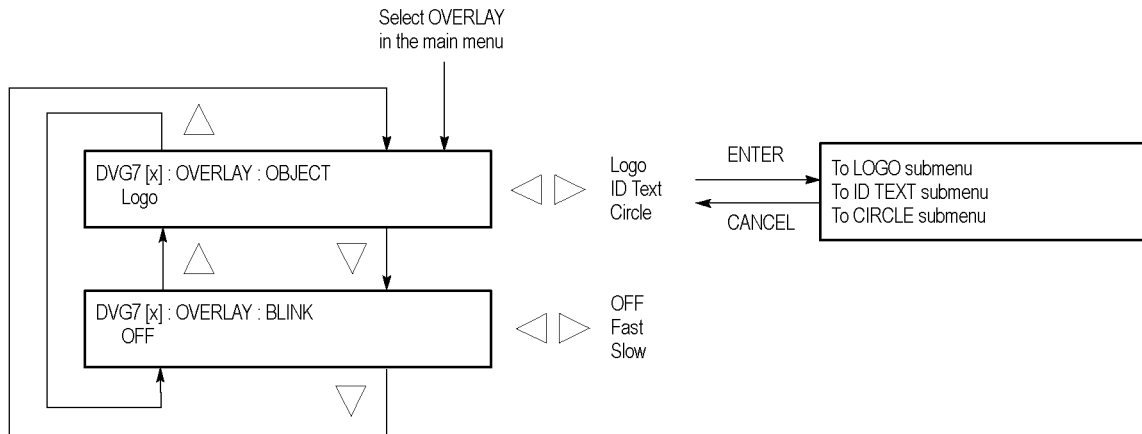 Select OVERLAY
in the main menu
DVG7 [x] : OVERLAY : OBJECT
Logo
Logo
ID Text
Circle
ENTER
CANCEL
To LOGO submenu
To ID TEXT submenu
To CIRCLE submenu
DVG7 [x] : OVERLAY : BLINK
OFF
OFF
Fast
Slow